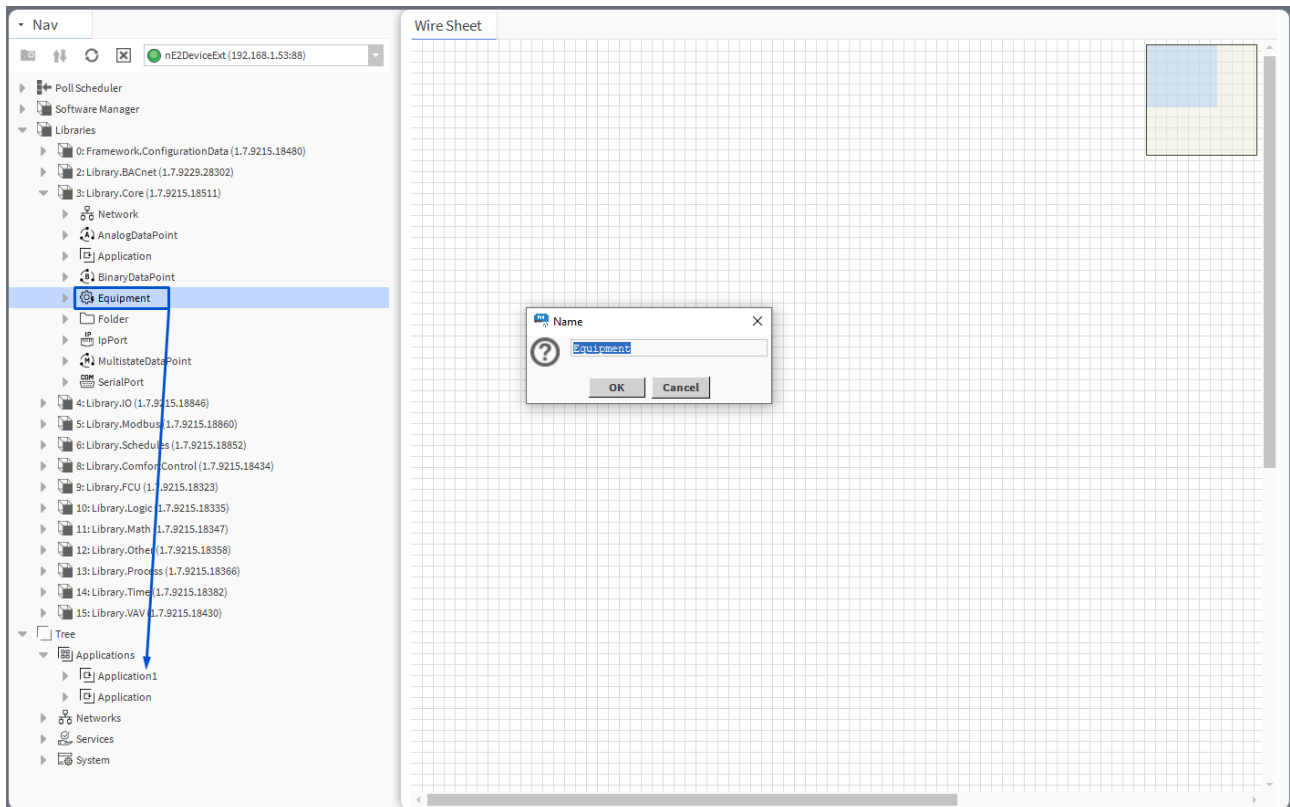 Nav
nE2DeviceExt (192.168.1.53:88)
Poll Scheduler
Software Manager
Libraries
0: Framework.ConfigurationData (1.7.9215.18480)
2: Library.BACnet (1.7.9229.28302)
3: Library.Core (1.7.9215.18511)
Network
AnalogDataPoint
Application
BinaryDataPoint
Equipment
Folder
IpPort
MultistateDataPoint
SerialPort
4: Library.IO (1.7.9215.18846)
5: Library.Modbus (1.7.9215.18860)
6: Library.Schedules (1.7.9215.18852)
8: Library.ComfortControl (1.7.9215.18434)
9: Library.FCU (1.7.9215.18323)
10: Library.Logic (1.7.9215.18335)
11: Library.Math (1.7.9215.18347)
12: Library.Other (1.7.9215.18358)
13: Library.Process (1.7.9215.18366)
14: Library.Time (1.7.9215.18382)
15: Library.VAV (1.7.9215.18430)
Tree
Applications
Application1
Application
Networks
Services
System
Wire Sheet
Name
Equipment
OK Cancel